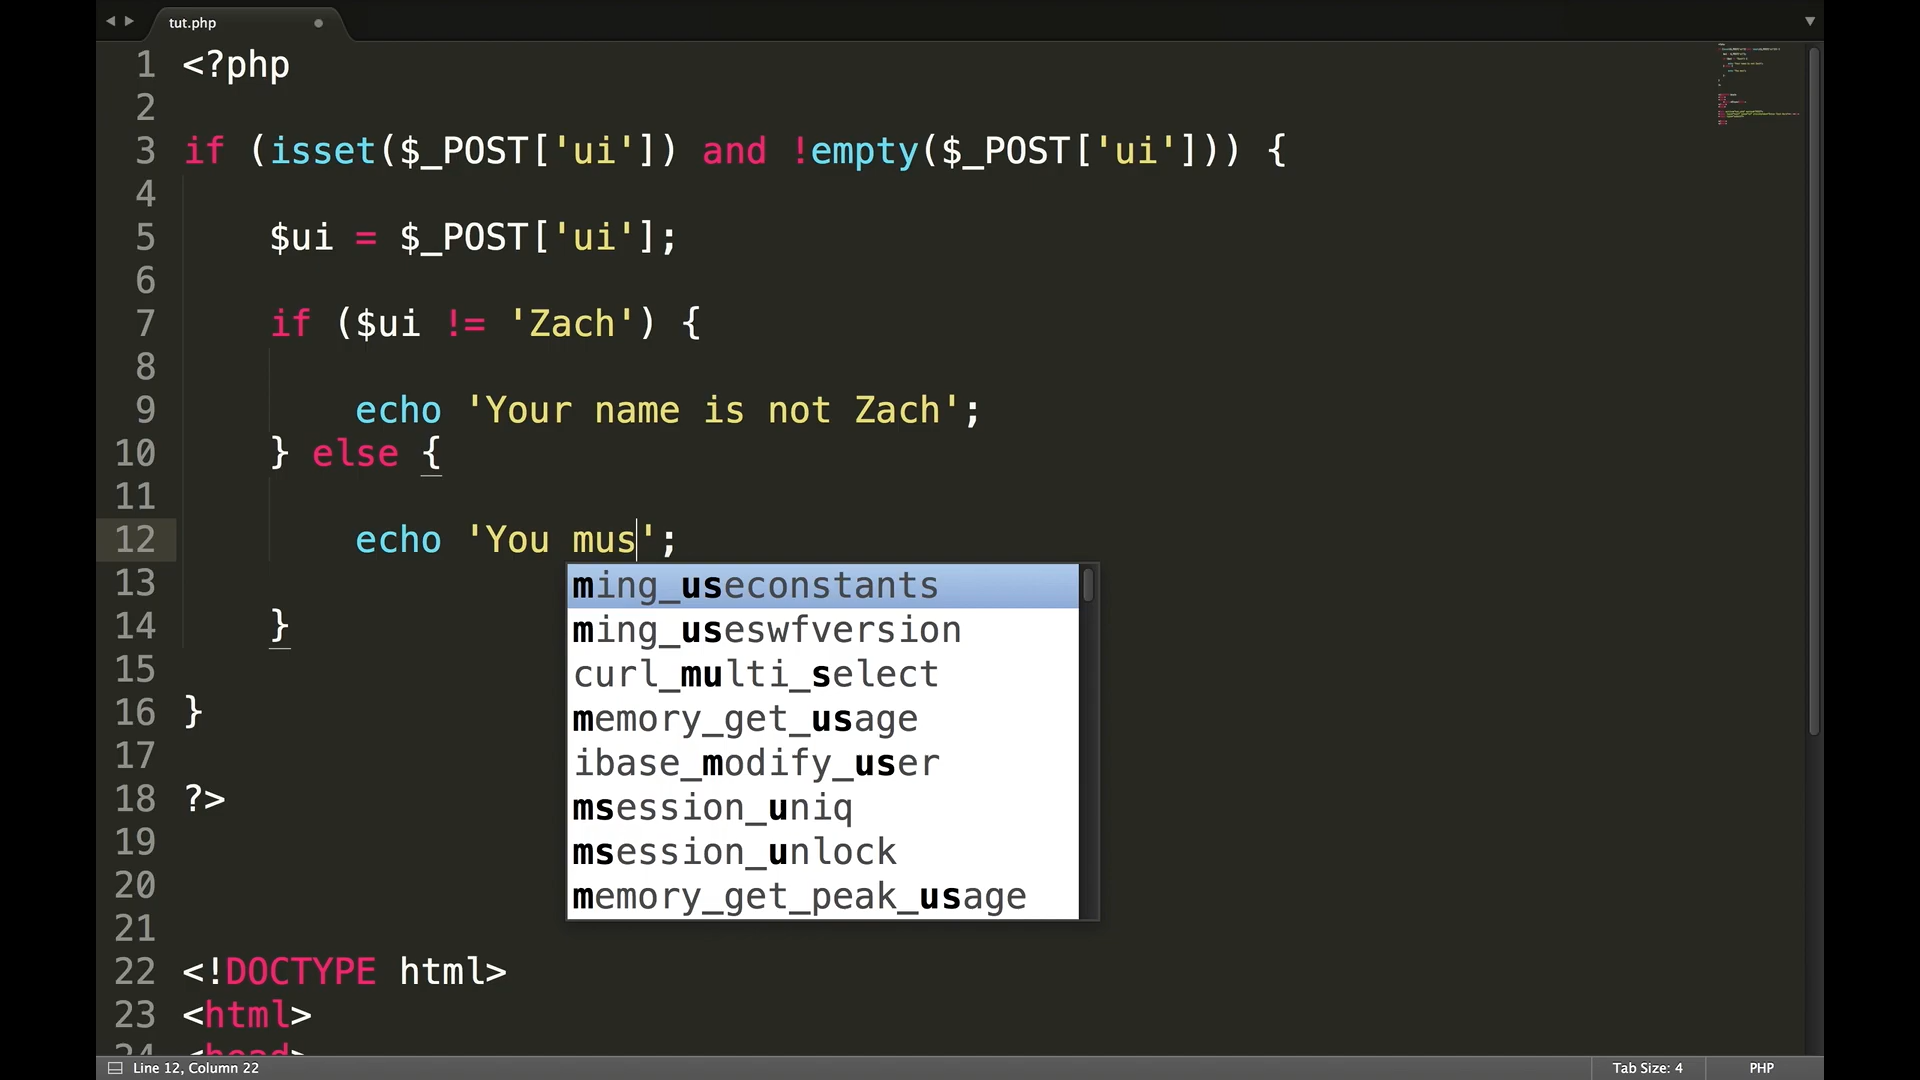 tut.php
1 <?php
2
3 if (isset($_POST['ui']) and !empty($_POST['ui'])) {
4
5 $ui = $_POST['ui'];
6
7 if ($ui != 'Zach') {
8
9 echo 'Your name is not Zach';
10 } else {
11
12 echo 'You mus';
ming_useconstants
ming_useswfversion
curl_multi_select
memory_get_usage
ibase_modify_user
msession_uniq
msession_unlock
memory_get_peak_usage
13
14 }
15
16 }
17
18 ?>
19
20
21
22 <!DOCTYPE html>
23 <html>
24 <head>
Line 12, Column 22
Tab Size: 4
PHP